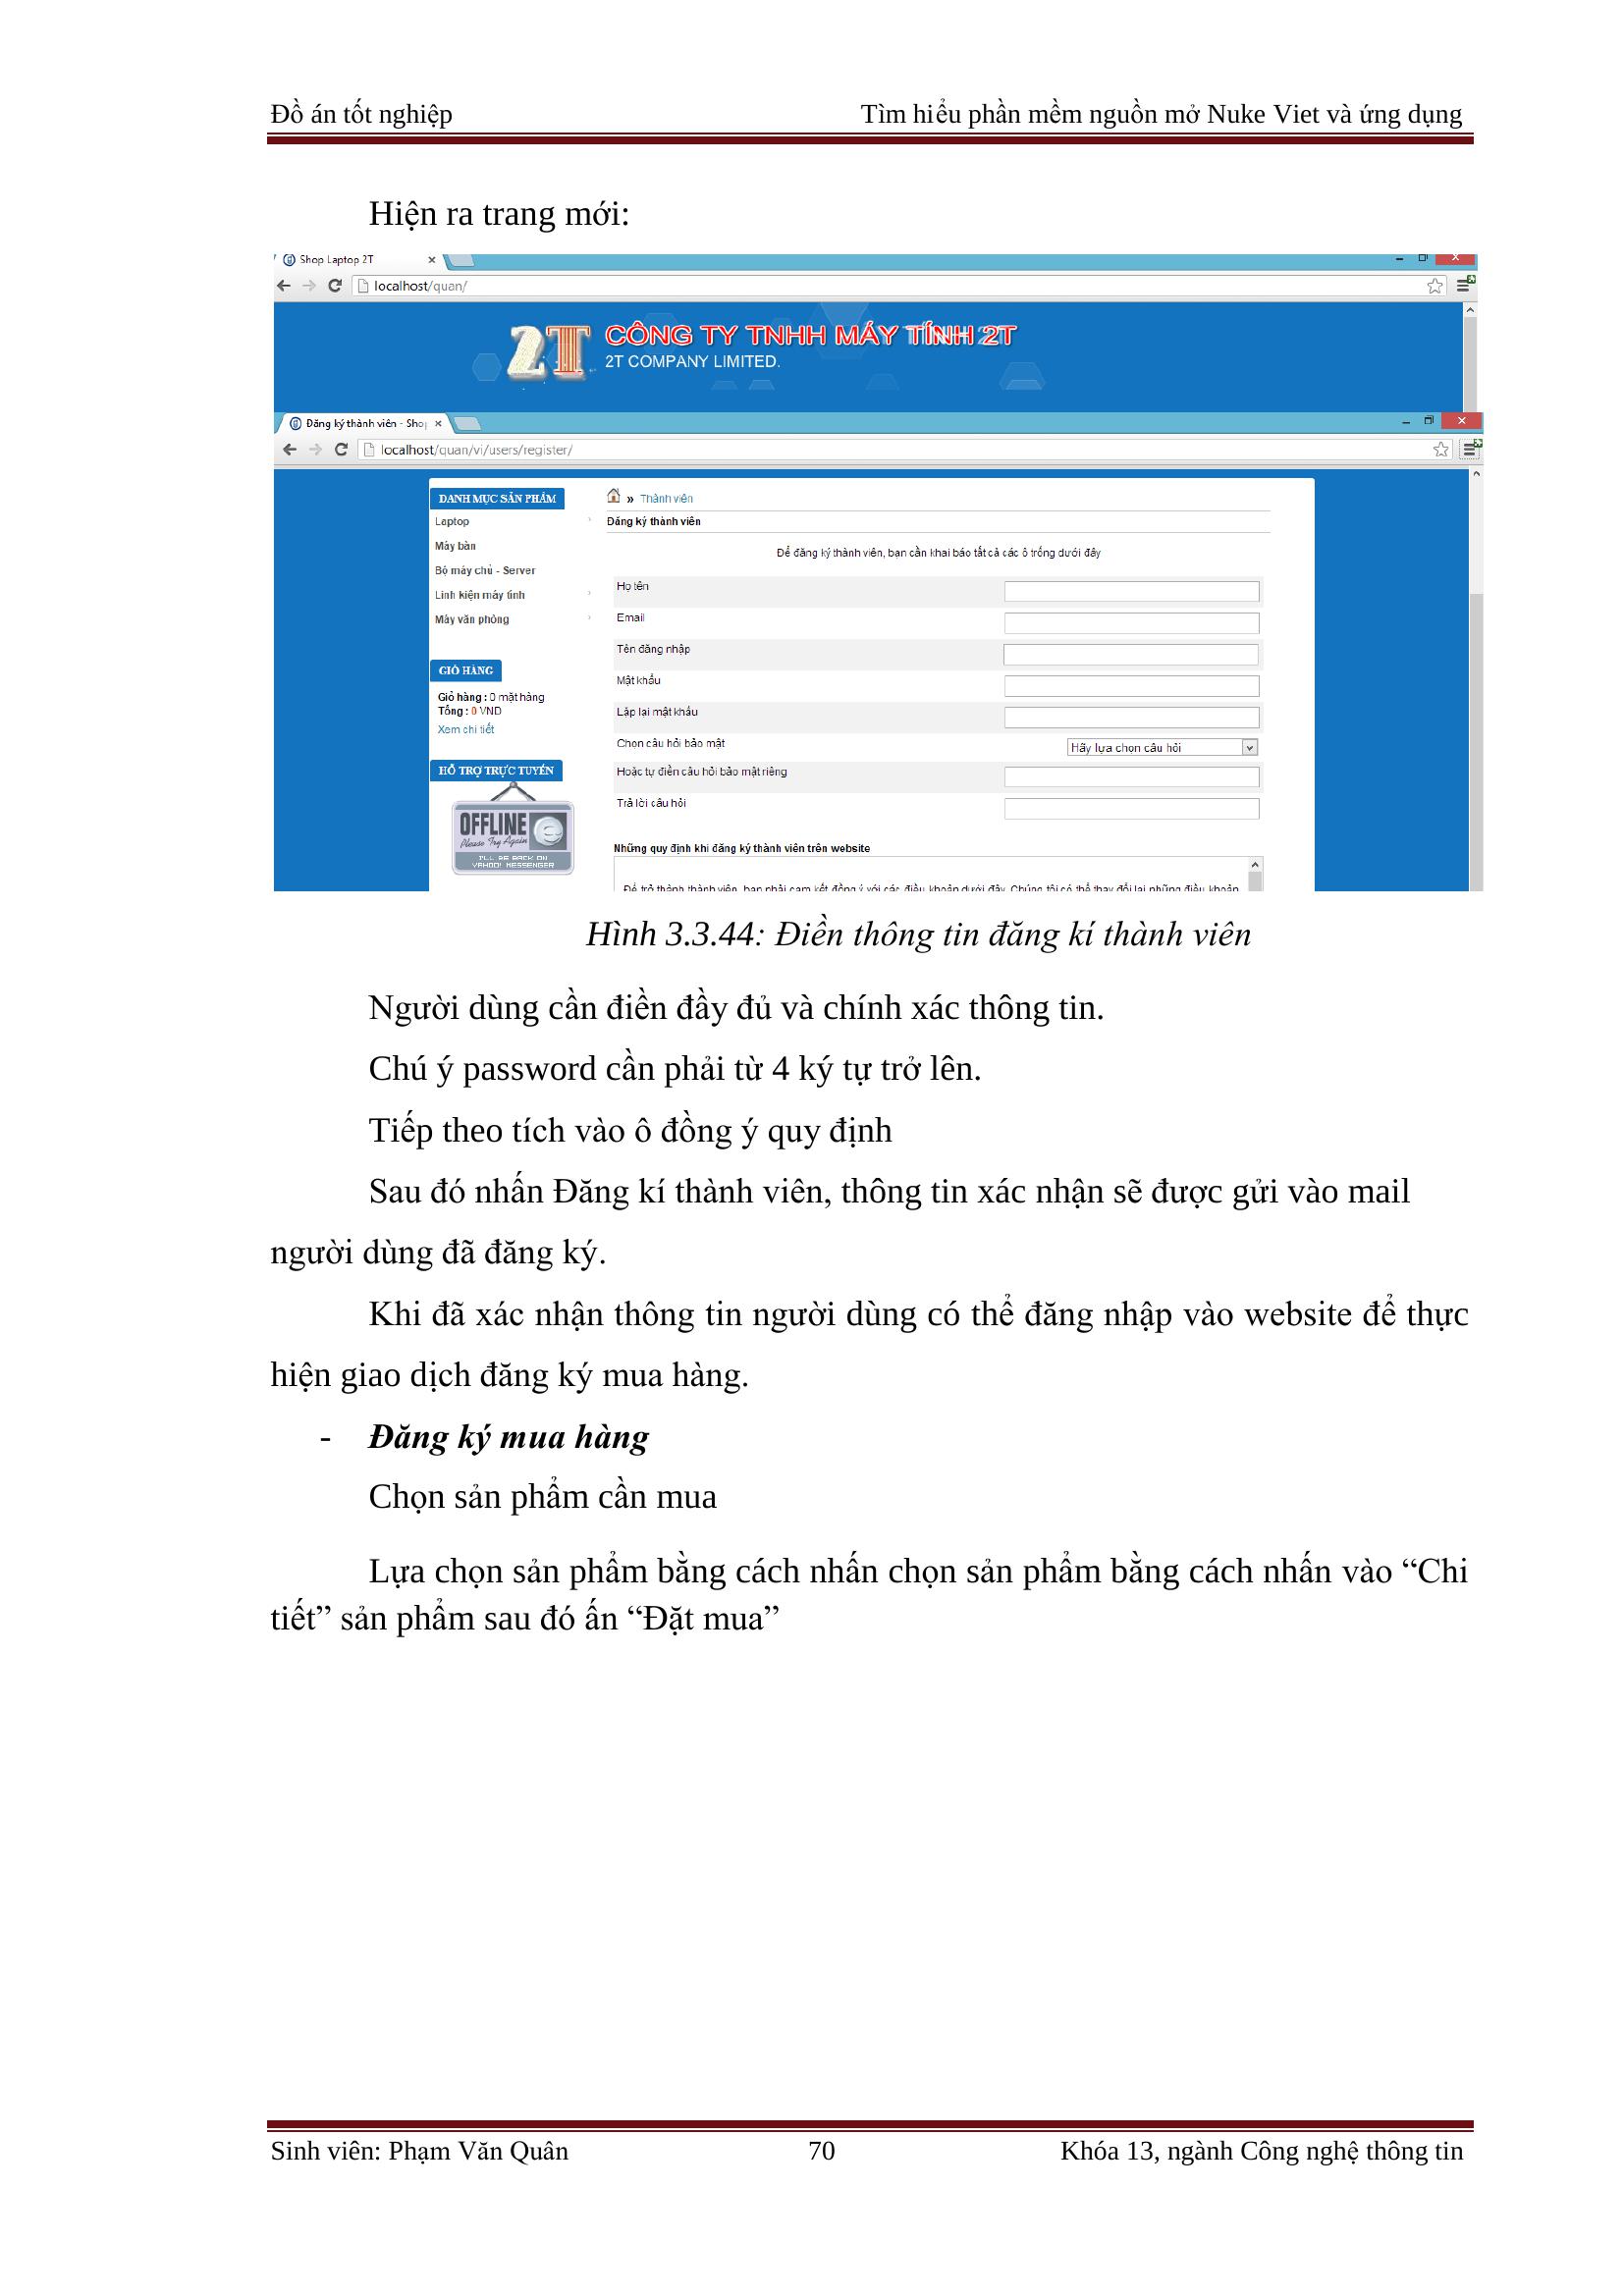 Đồ án tốt nghiệp Tìm hiểu phần mềm nguồn mở Nuke Viet và ứng dụng
Hiện ra trang mới:
Shop Laptop 2T
localhost/quan/
2T CÔNG TY TNHH MÁY TÍNH 2T
2T COMPANY LIMITED.
Đăng ký thành viên - Shop
localhost/quan/vi/users/register/
DANH MỤC SẢN PHẨM
Laptop
Máy bàn
Bộ máy chủ - Server
Linh kiện máy tính
Máy văn phòng
GIỎ HÀNG
Giỏ hàng : 0 mặt hàng
Tổng : 0 VND
Xem chi tiết
HỖ TRỢ TRỰC TUYẾN
OFFLINE
Please Try Again
I'LL BE BACK ON
YAHOO! MESSENGER
» Thành viên
Đăng ký thành viên
Để đăng ký thành viên, bạn cần khai báo tất cả các ô trống dưới đây
Họ tên
Email
Tên đăng nhập
Mật khẩu
Lặp lại mật khẩu
Chọn câu hỏi bảo mật Hãy lựa chọn câu hỏi
Hoặc tự điền câu hỏi bảo mật riêng
Trả lời câu hỏi
Những quy định khi đăng ký thành viên trên website
Để trở thành thành viên, bạn phải cam kết đồng ý với các điều khoản dưới đây. Chúng tôi có thể thay đổi lại những điều khoản
Hình 3.3.44: Điền thông tin đăng kí thành viên
Người dùng cần điền đầy đủ và chính xác thông tin.
Chú ý password cần phải từ 4 ký tự trở lên.
Tiếp theo tích vào ô đồng ý quy định
Sau đó nhấn Đăng kí thành viên, thông tin xác nhận sẽ được gửi vào mail
người dùng đã đăng ký.
Khi đã xác nhận thông tin người dùng có thể đăng nhập vào website để thực
hiện giao dịch đăng ký mua hàng.
- Đăng ký mua hàng
Chọn sản phẩm cần mua
Lựa chọn sản phẩm bằng cách nhấn chọn sản phẩm bằng cách nhấn vào “Chi
tiết” sản phẩm sau đó ấn “Đặt mua”
Sinh viên: Phạm Văn Quân 70 Khóa 13, ngành Công nghệ thông tin